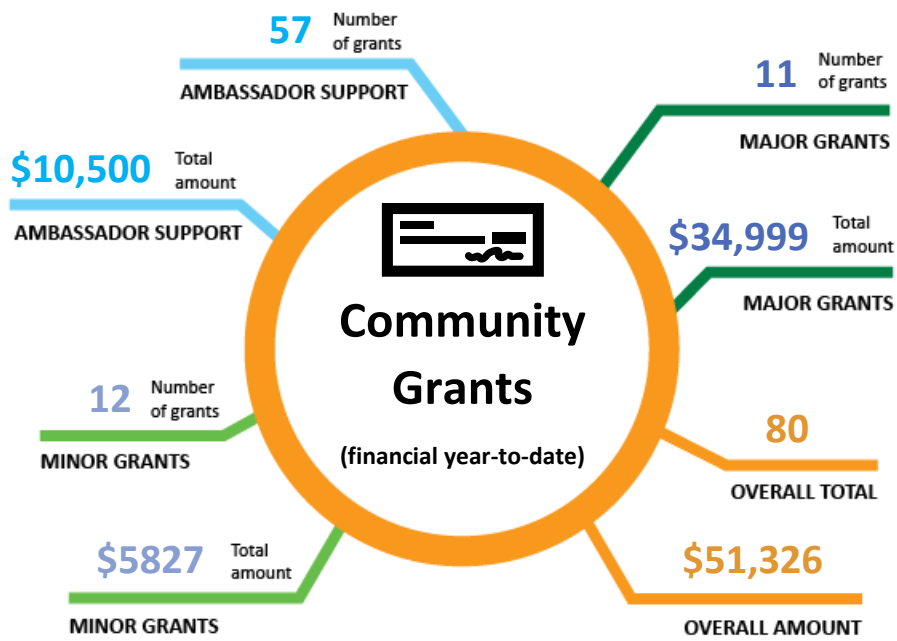 57 Number
of grants
AMBASSADOR SUPPORT
$10,500 Total
amount
AMBASSADOR SUPPORT
12 Number
of grants
MINOR GRANTS
$5827 Total
amount
MINOR GRANTS
Community
Grants
(financial year-to-date)
11 Number
of grants
MAJOR GRANTS
$34,999 Total
amount
MAJOR GRANTS
80
OVERALL TOTAL
$51,326
OVERALL AMOUNT